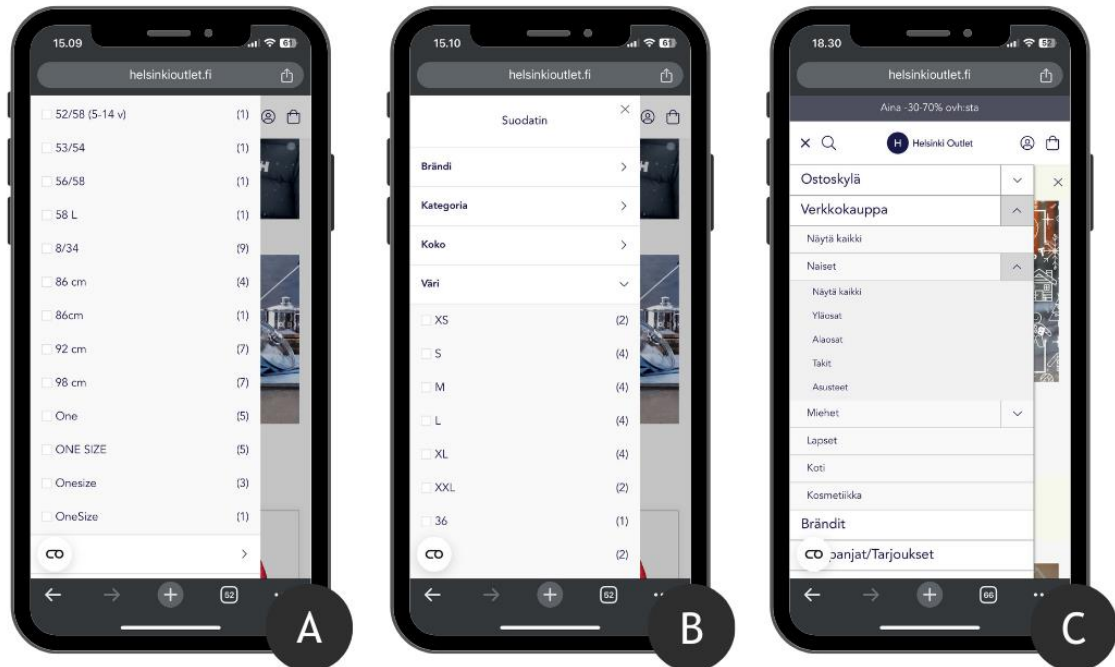 15.09
61
helsinkioutlet.fi
52/58 (5-14 v) (1)
53/54 (1)
56/58 (1)
58 L (1)
8/34 (9)
86 cm (4)
86cm (1)
92 cm (7)
98 cm (7)
One (5)
ONE SIZE (5)
Onesize (3)
OneSize (1)
52
A
15.10
61
helsinkioutlet.fi
Suodatin
Brändi
Kategoria
Koko
Väri
XS (2)
S (4)
M (4)
L (4)
XL (4)
XXL (2)
36 (1)
(2)
52
B
18.30
52
helsinkioutlet.fi
Aina -30-70% ovh:sta
H Helsinki Outlet
Ostoskylä
Verkkokauppa
Näytä kaikki
Naiset
Näytä kaikki
Yläosat
Alaosat
Takit
Asusteet
Miehet
Lapset
Koti
Kosmetiikka
Brändit
panjat/Tarjoukset
66
C